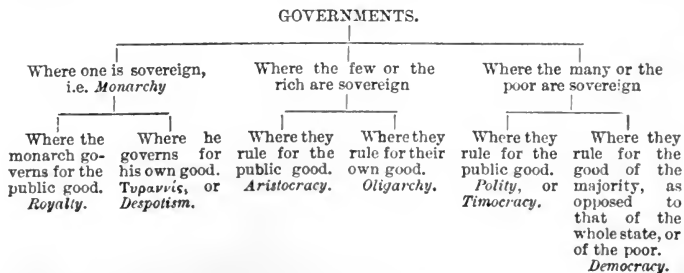 GOVERNMENTS.
Where one is sovereign,
i.e. Monarchy
Where the few or the
rich are sovereign
Where the many or the
poor are sovereign
Where the
monarch go-
verns for the
public good.
Royalty.
Where he
governs for
his own good.
Τυραννίς, or
Despotism.
Where they
rule for the
public good.
Aristocracy.
Where they
rule for their
own good.
Oligarchy.
Where they
rule for the
public good.
Polity, or
Timocracy.
Where they
rule for the
good of the
majority, as
opposed to
that of the
whole state, or
of the poor.
Democracy.